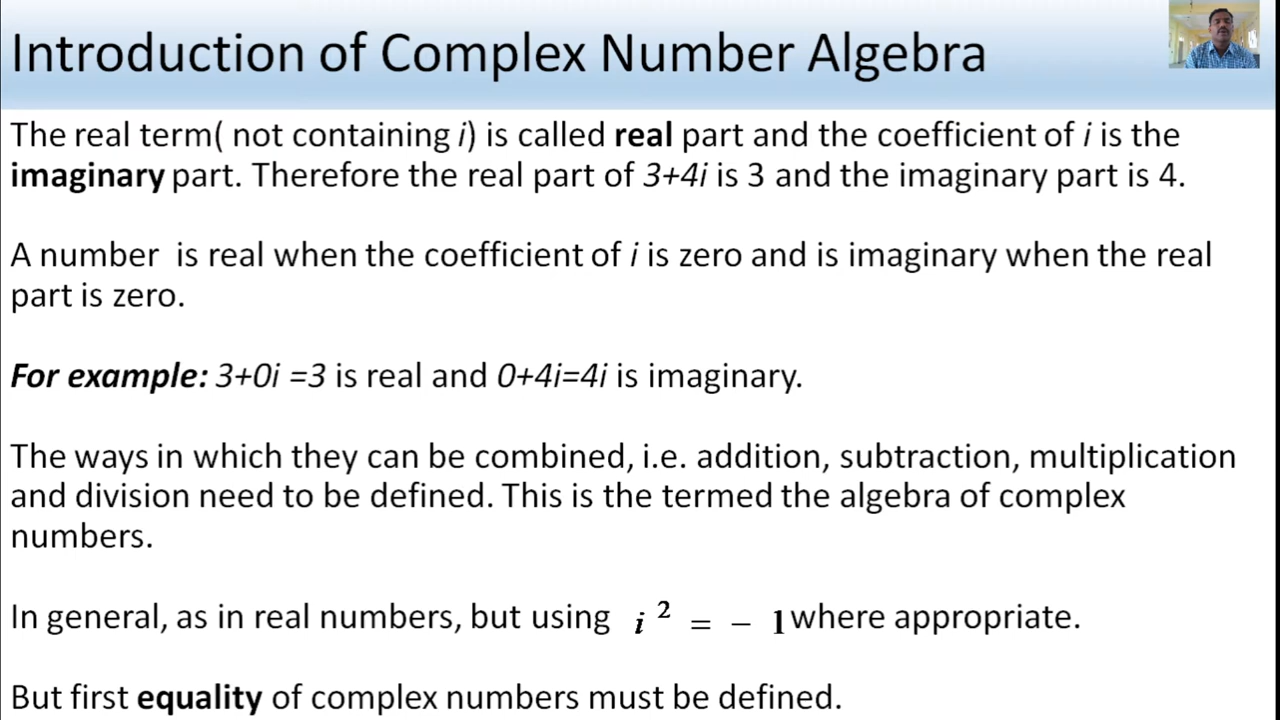 Introduction of Complex Number Algebra
The real term( not containing i) is called real part and the coefficient of i is the
imaginary part. Therefore the real part of 3+4i is 3 and the imaginary part is 4.
A number  is real when the coefficient of i is zero and is imaginary when the real
part is zero.
For example: 3+0i =3 is real and 0+4i=4i is imaginary.
The ways in which they can be combined, i.e. addition, subtraction, multiplication
and division need to be defined. This is the termed the algebra of complex
numbers.
In general, as in real numbers, but using i² = − 1 where appropriate.
But first equality of complex numbers must be defined.